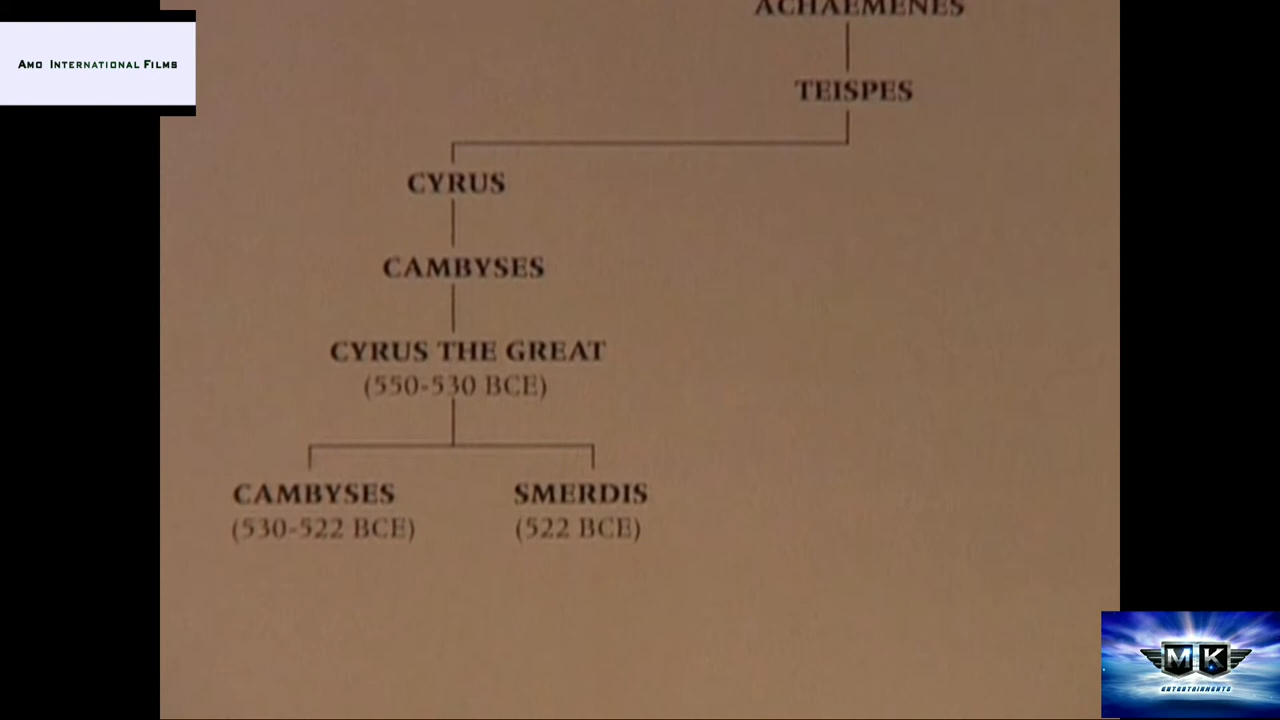 ACHAEMENES
AMO INTERNATIONAL FILMS
TEISPES
CYRUS
CAMBYSES
CYRUS THE GREAT
(550-530 BCE)
CAMBYSES SMERDIS
(530-522 BCE) (522 BCE)
MK
ENTERTAINMENTS